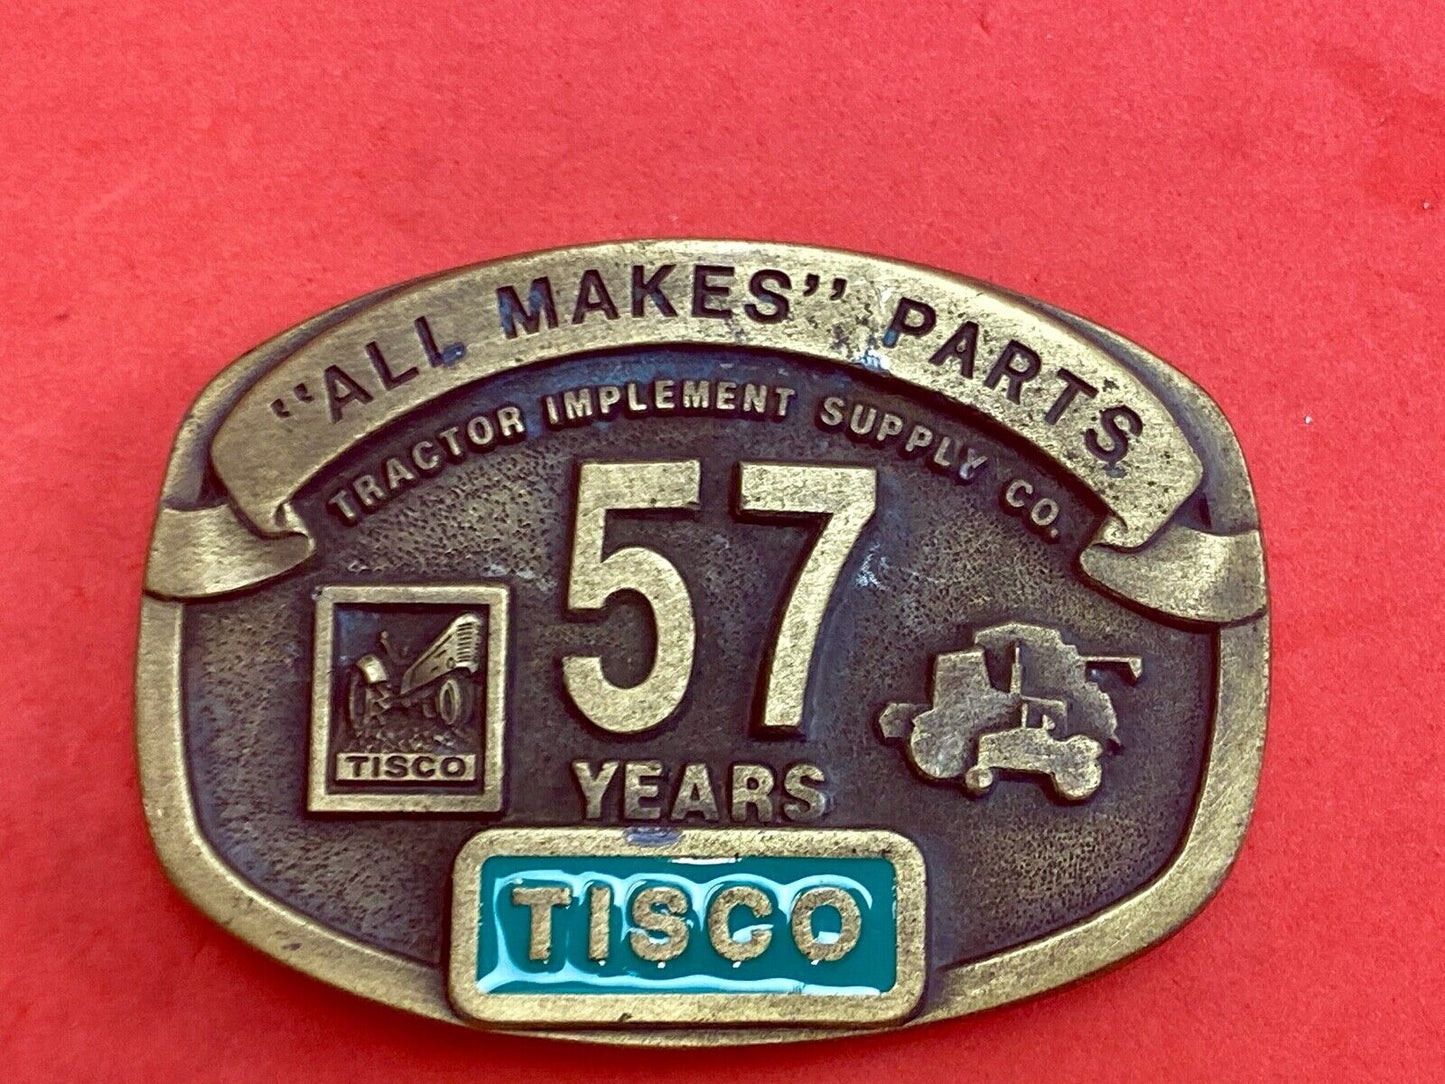 "ALL MAKES" PARTS
TRACTOR IMPLEMENT SUPPLY CO.
57
YEARS
TISCO
TISCO